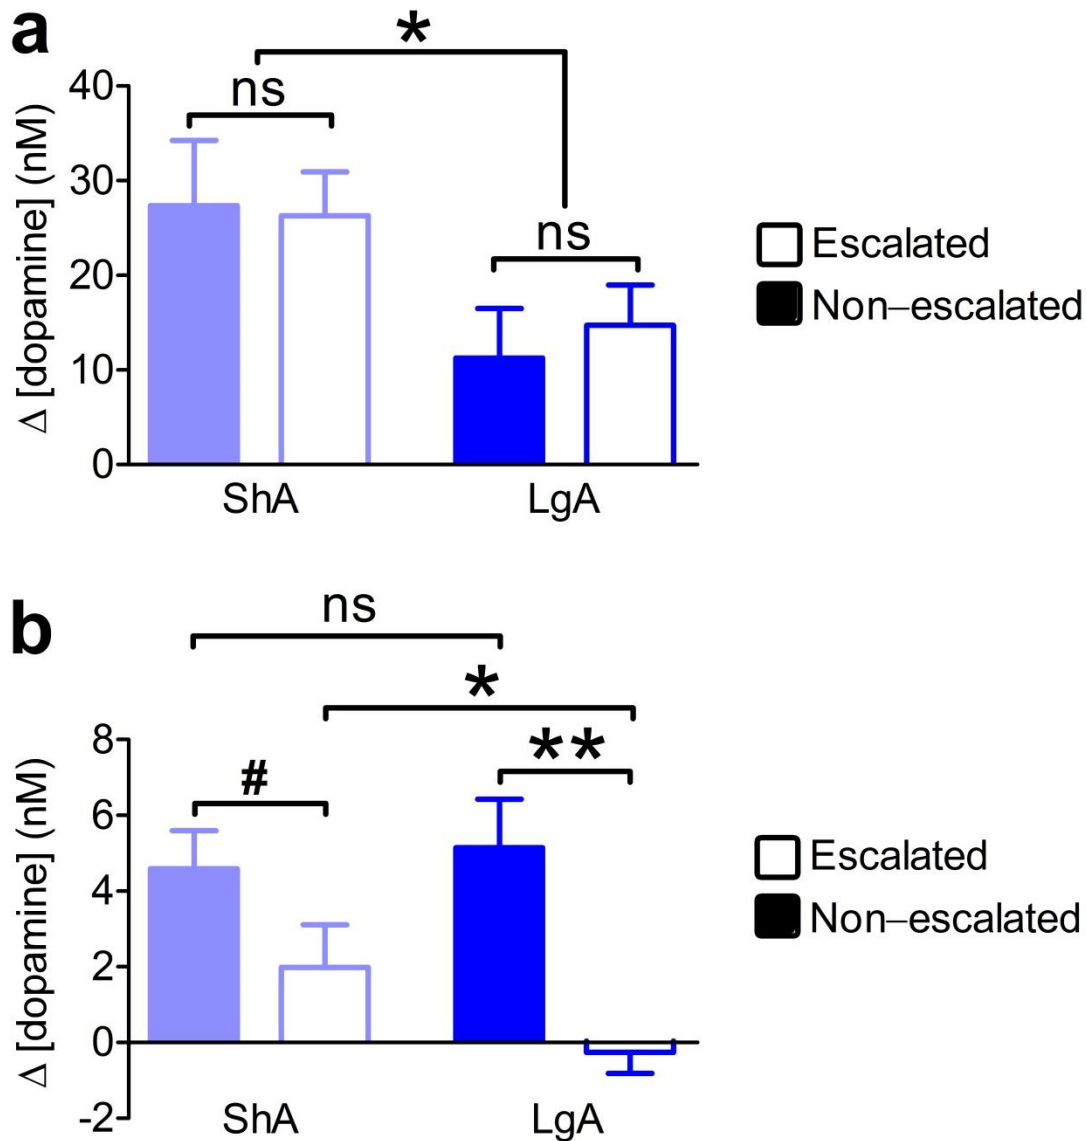 a
*
ns
ns
40
30
20
10
0
Δ [dopamine] (nM)
ShA
LgA
Escalated
Non–escalated
b
ns
*
**
#
8
6
4
2
0
-2
Δ [dopamine] (nM)
ShA
LgA
Escalated
Non–escalated